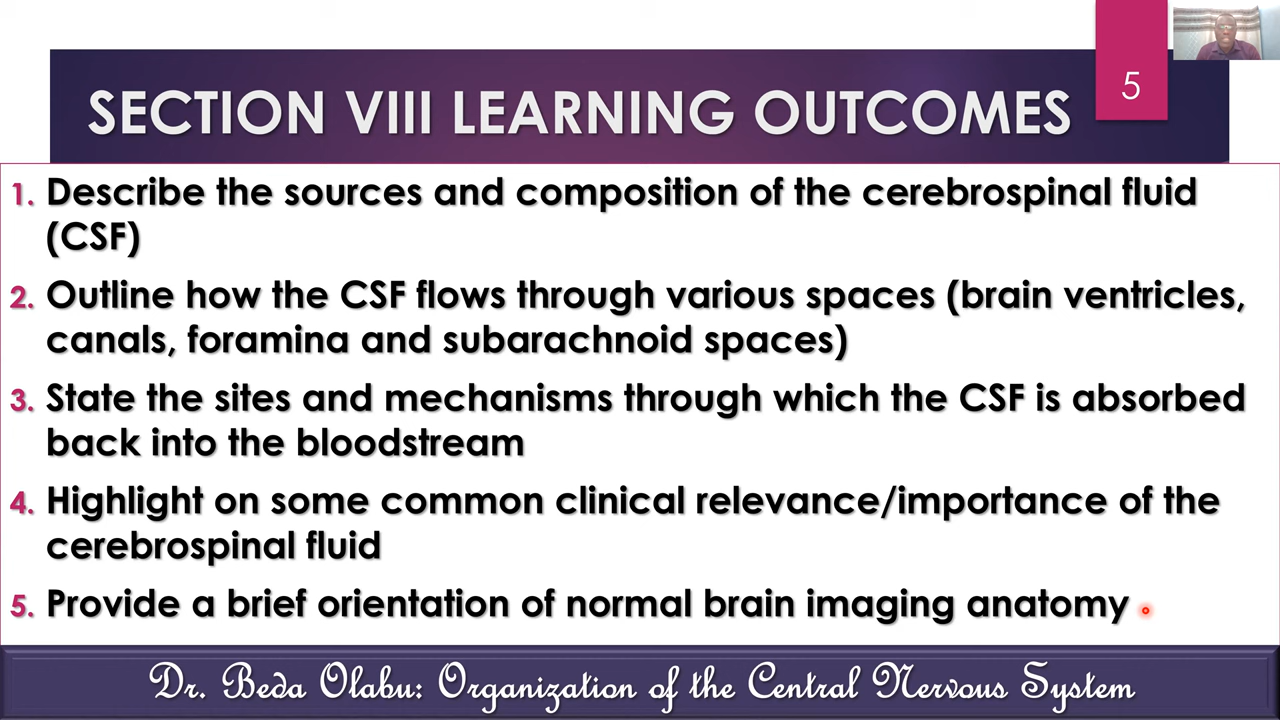 5
SECTION VIII LEARNING OUTCOMES
1. Describe the sources and composition of the cerebrospinal fluid
(CSF)
2. Outline how the CSF flows through various spaces (brain ventricles,
canals, foramina and subarachnoid spaces)
3. State the sites and mechanisms through which the CSF is absorbed
back into the bloodstream
4. Highlight on some common clinical relevance/importance of the
cerebrospinal fluid
5. Provide a brief orientation of normal brain imaging anatomy
Dr. Beda Olabu: Organization of the Central Nervous System